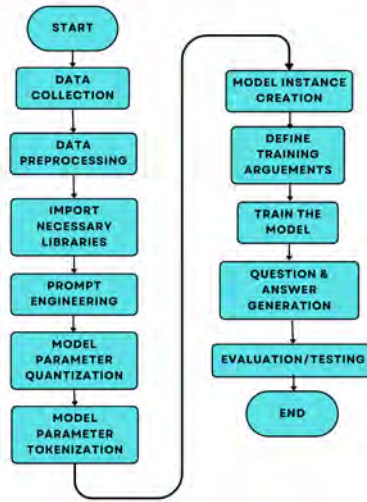 START
DATA
COLLECTION
DATA
PREPROCESSING
IMPORT
NECESSARY
LIBRARIES
PROMPT
ENGINEERING
MODEL
PARAMETER
QUANTIZATION
MODEL
PARAMETER
TOKENIZATION
MODEL INSTANCE
CREATION
DEFINE
TRAINING
ARGUEMENTS
TRAIN THE
MODEL
QUESTION &
ANSWER
GENERATION
EVALUATION/TESTING
END